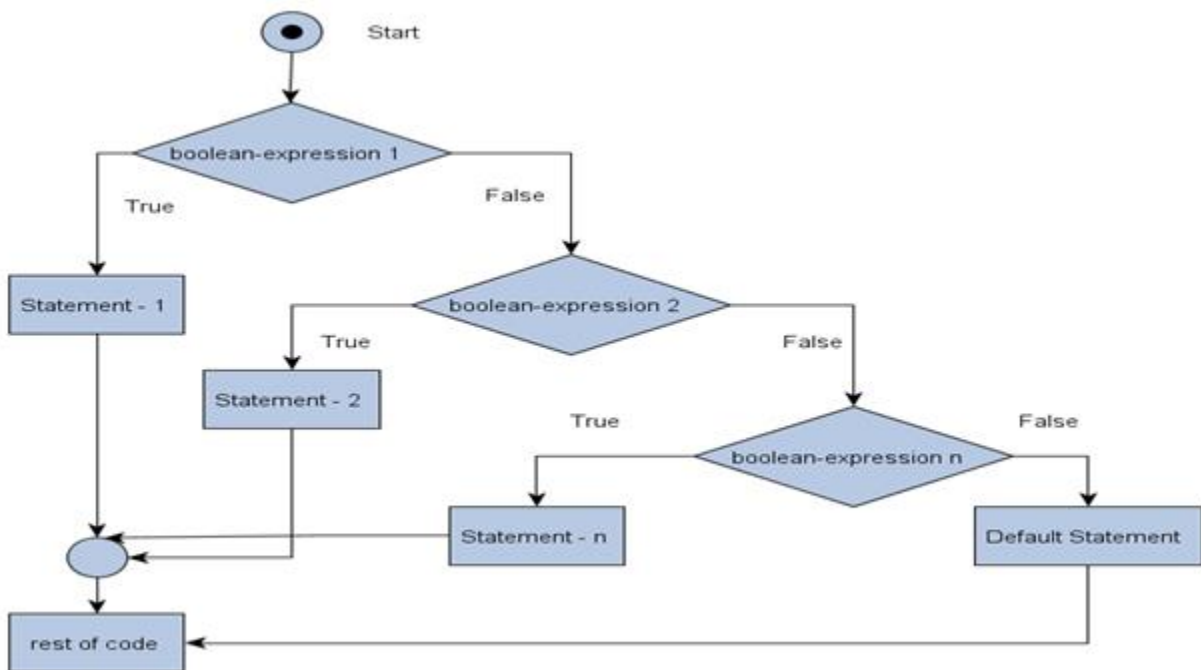 Start
boolean-expression 1
True
False
Statement - 1
boolean-expression 2
True
False
Statement - 2
True
False
boolean-expression n
Statement - n
Default Statement
rest of code